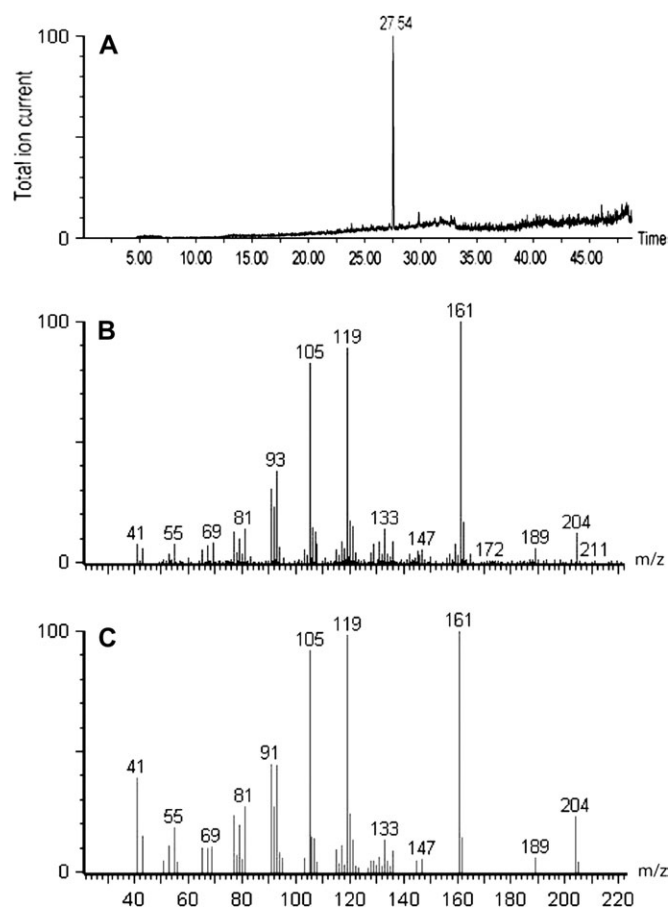 100
A
27 54
Total ion current
0
5.00 10.00 15.00 20.00 25.00 30.00 35.00 40.00 45.00 Time
100
B
161
119
105
93
41 55 69 81 133 147 172 189 204 211
0
m/z
100
C
161
119
105
91
41 55 69 81 133 147 189 204
0
m/z
40 60 80 100 120 140 160 180 200 220